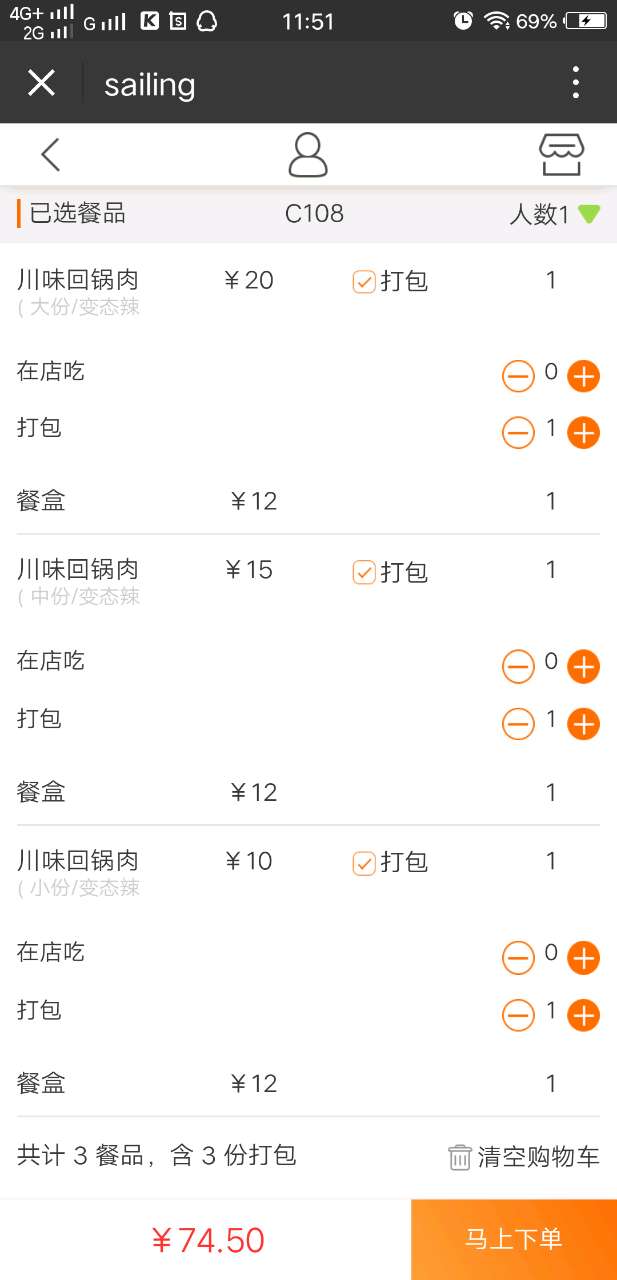 4G+ 2G G K S 11:51 69%
sailing
已选餐品 C108 人数1
川味回锅肉 ￥20 打包 1
( 大份/变态辣
在店吃 0
打包 1
餐盒 ￥12 1
川味回锅肉 ￥15 打包 1
( 中份/变态辣
在店吃 0
打包 1
餐盒 ￥12 1
川味回锅肉 ￥10 打包 1
( 小份/变态辣
在店吃 0
打包 1
餐盒 ￥12 1
共计 3 餐品，含 3 份打包 清空购物车
￥74.50 马上下单